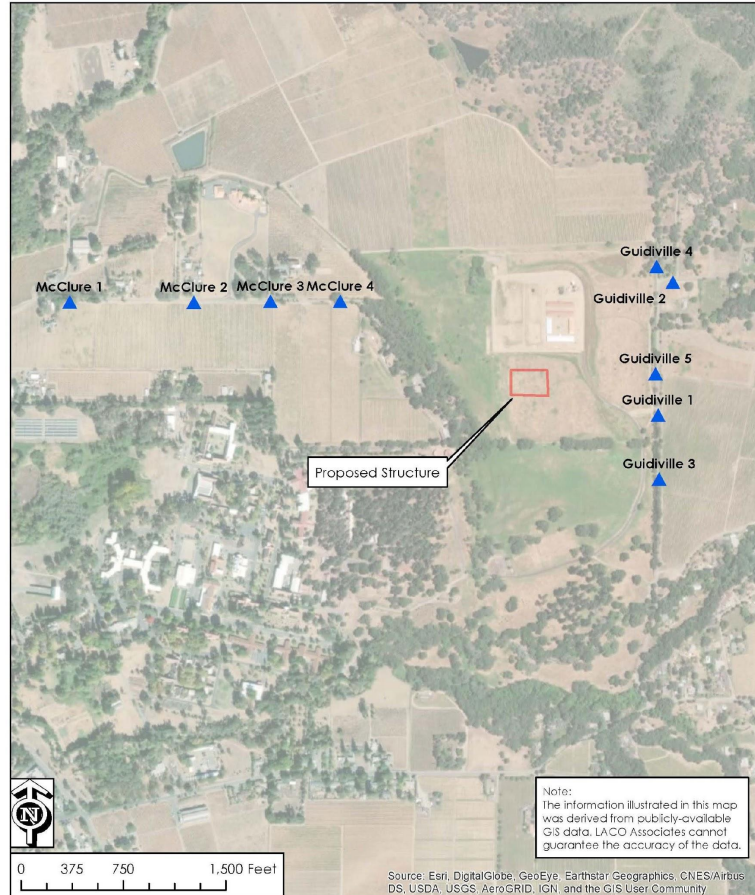 Guidiville 4
McClure 1
McClure 2
McClure 3
McClure 4
Guidiville 2
Guidiville 5
Guidiville 1
Guidiville 3
Proposed Structure
N
Note:
The information illustrated in this map
was derived from publicly-available
GIS data. LACO Associates cannot
guarantee the accuracy of the data.
0 375 750 1,500 Feet
Source: Esri, DigitalGlobe, GeoEye, Earthstar Geographics, CNES/Airbus
DS, USDA, USGS, AeroGRID, IGN, and the GIS User Community